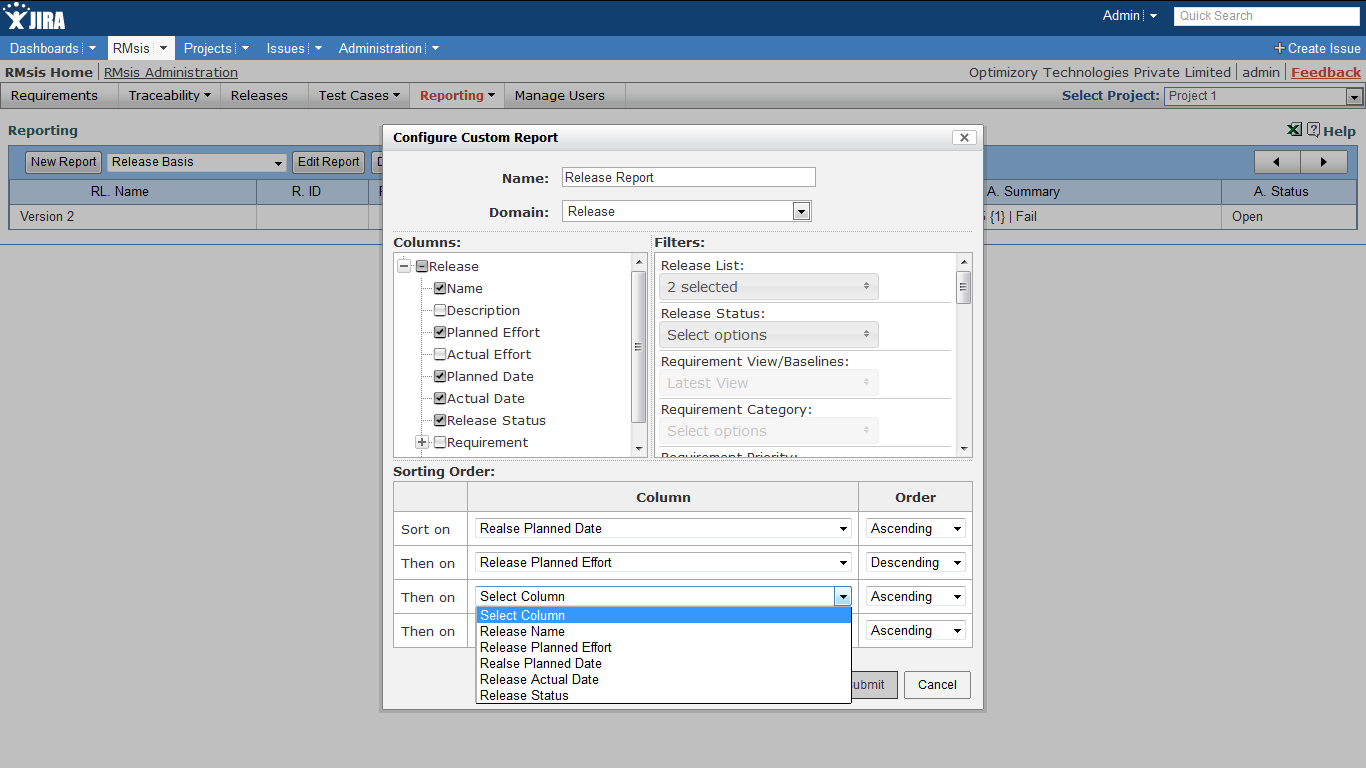 JIRA
Admin
Quick Search
Dashboards RMsis Projects Issues Administration
Create Issue
RMsis Home RMsis Administration
Optimizory Technologies Private Limited admin Feedback
Requirements Traceability Releases Test Cases Reporting Manage Users
Select Project: Project 1
Reporting
Help
New Report Release Basis Edit Report
RL. Name R. ID A. Summary A. Status
Version 2 {1} | Fail Open
Configure Custom Report
Name: Release Report
Domain: Release
Columns:
Release
Name
Description
Planned Effort
Actual Effort
Planned Date
Actual Date
Release Status
Requirement
Filters:
Release List:
2 selected
Release Status:
Select options
Requirement View/Baselines:
Latest View
Requirement Category:
Select options
Requirement Priority:
Sorting Order:
Column Order
Sort on Realse Planned Date Ascending
Then on Release Planned Effort Descending
Then on Select Column Ascending
Select Column
Release Name
Then on Ascending
Release Planned Effort
Realse Planned Date
Release Actual Date
Release Status
Cancel